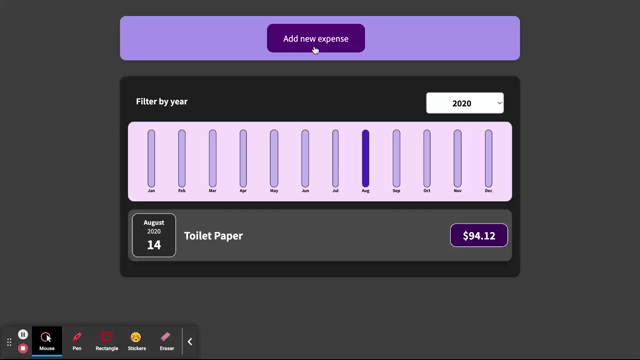 Add new expense
Filter by year
2020
Jan Feb Mar Apr May Jun Jul Aug Sep Oct Nov Dec
August
2020
14
Toilet Paper
$94.12
Mouse Pen Rectangle Stickers Eraser